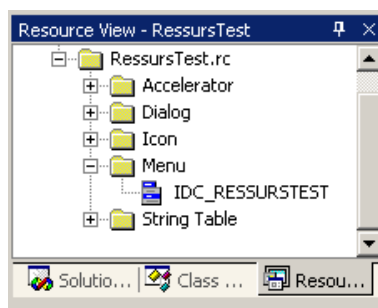 Resource View - RessursTest
RessursTest.rc
Accelerator
Dialog
Icon
Menu
IDC_RESSURSTEST
String Table
Solutio... Class ... Resou...